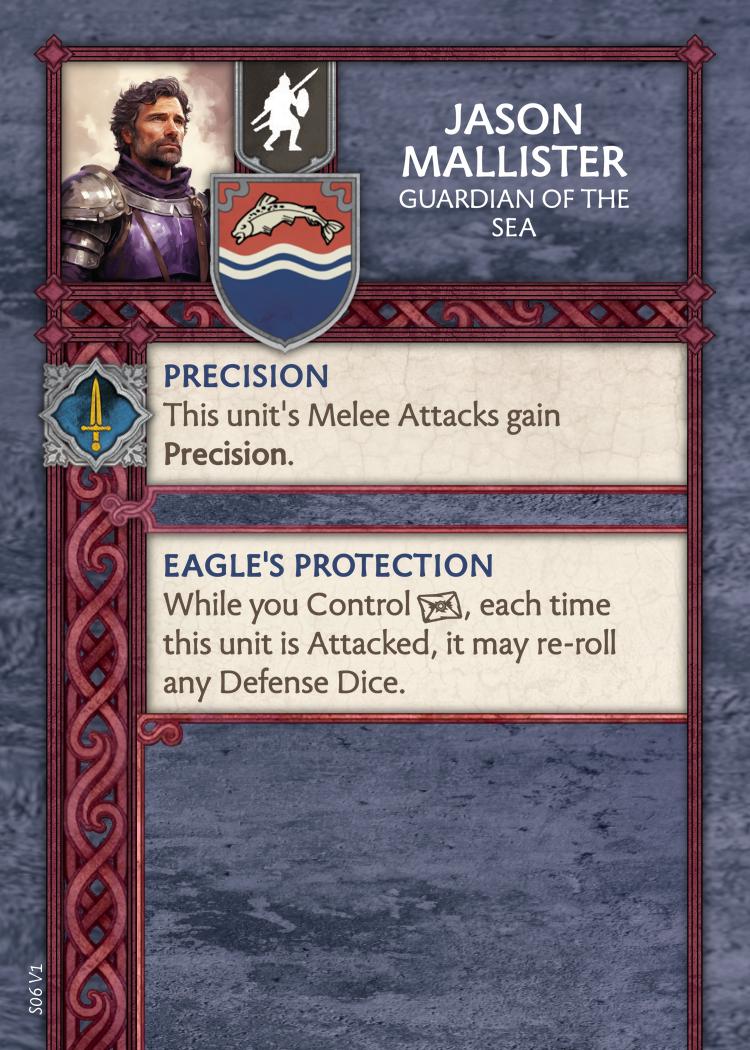 JASON
MALLISTER
GUARDIAN OF THE
SEA
PRECISION
This unit's Melee Attacks gain
Precision.
EAGLE'S PROTECTION
While you Control , each time
this unit is Attacked, it may re-roll
any Defense Dice.
S06 V1